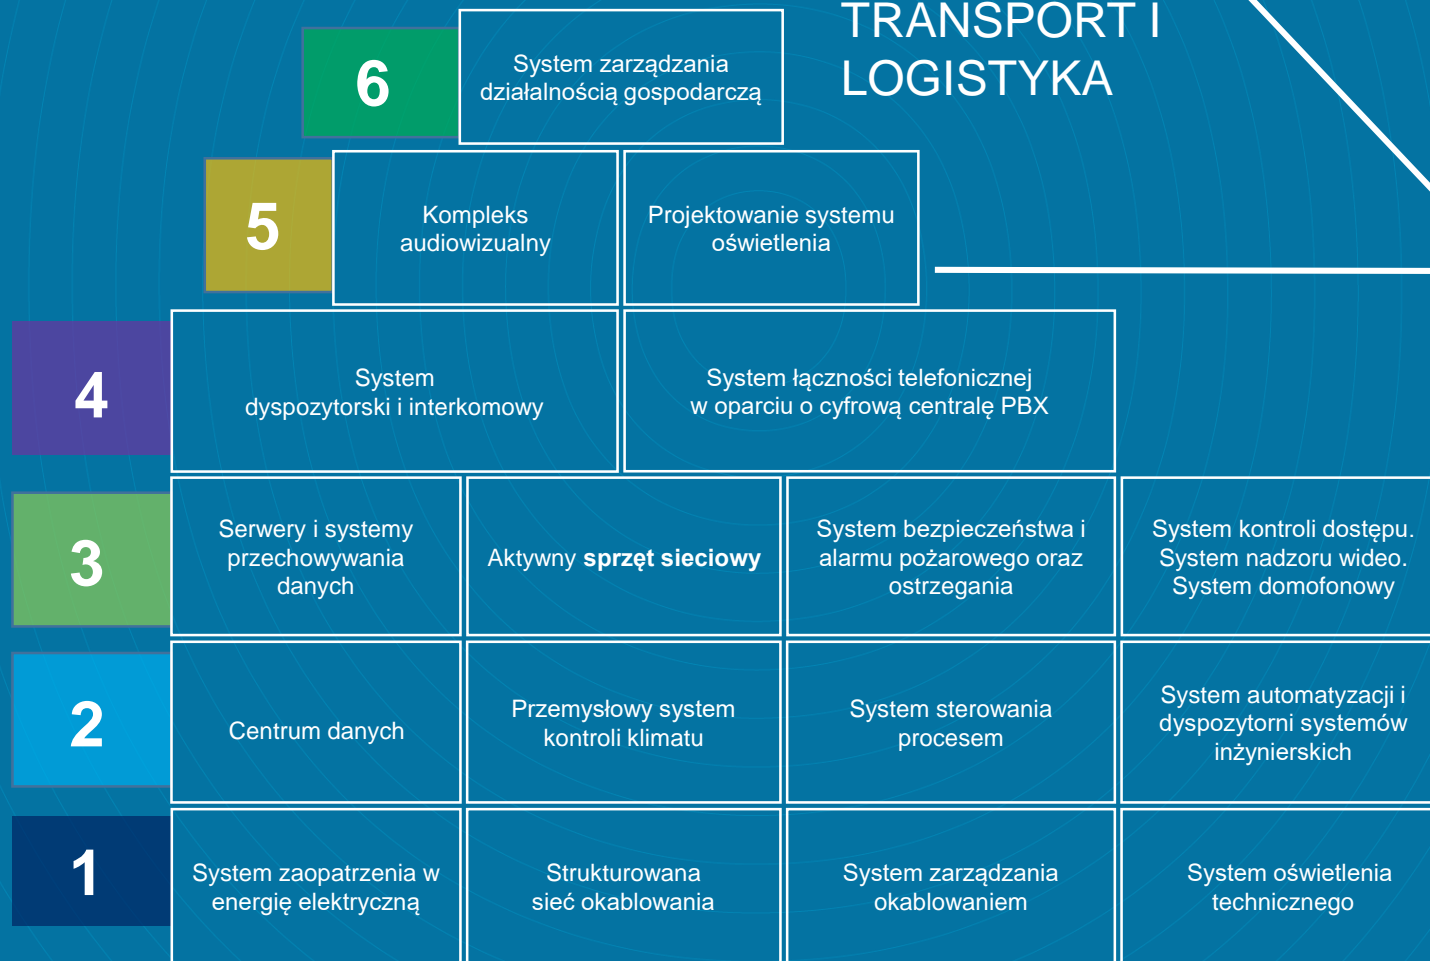 TRANSPORT I
LOGISTYKA
6
System zarządzania
działalnością gospodarczą
5
Kompleks
audiowizualny
Projektowanie systemu
oświetlenia
4
System
dyspozytorski i interkomowy
System łączności telefonicznej
w oparciu o cyfrową centralę PBX
3
Serwery i systemy
przechowywania
danych
Aktywny sprzęt sieciowy
System bezpieczeństwa i
alarmu pożarowego oraz
ostrzegania
System kontroli dostępu.
System nadzoru wideo.
System domofonowy
2
Centrum danych
Przemysłowy system
kontroli klimatu
System sterowania
procesem
System automatyzacji i
dyspozytorni systemów
inżynierskich
1
System zaopatrzenia w
energię elektryczną
Strukturowana
sieć okablowania
System zarządzania
okablowaniem
System oświetlenia
technicznego